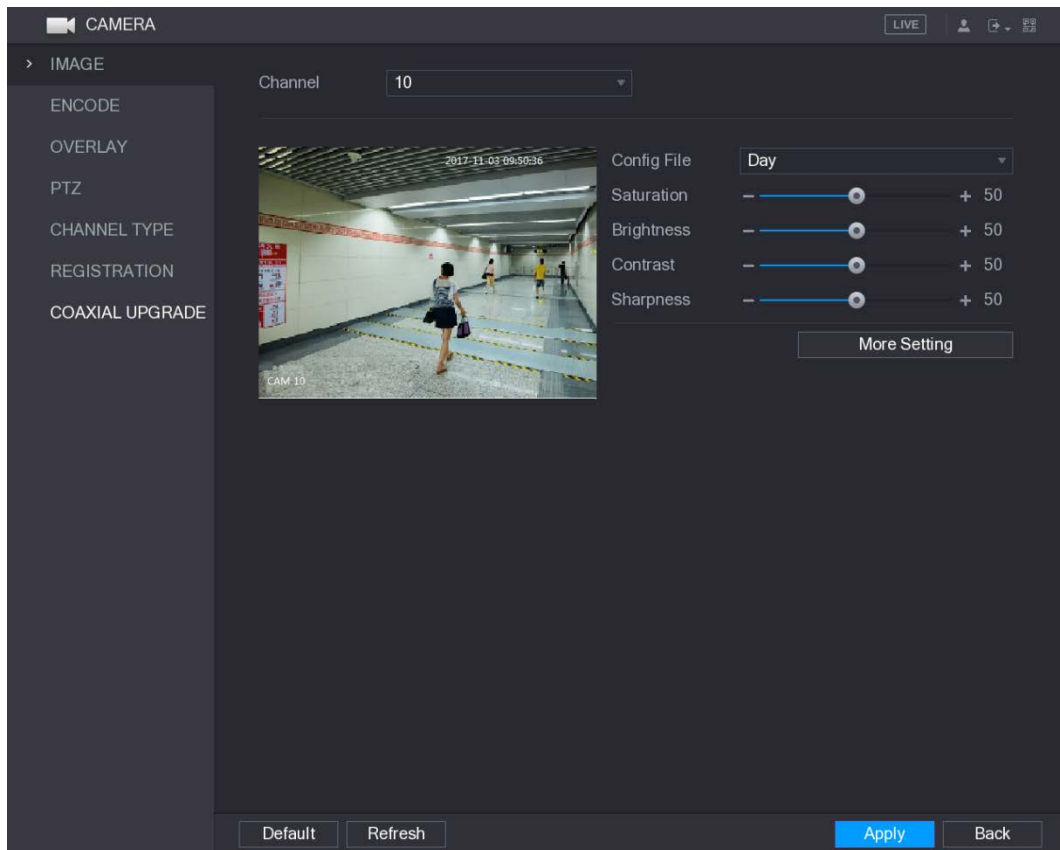 CAMERA
LIVE
IMAGE
ENCODE
OVERLAY
PTZ
CHANNEL TYPE
REGISTRATION
COAXIAL UPGRADE
Channel 10
2017-11-03 09:50:36
CAM 10
Config File Day
Saturation 50
Brightness 50
Contrast 50
Sharpness 50
More Setting
Default Refresh Apply Back